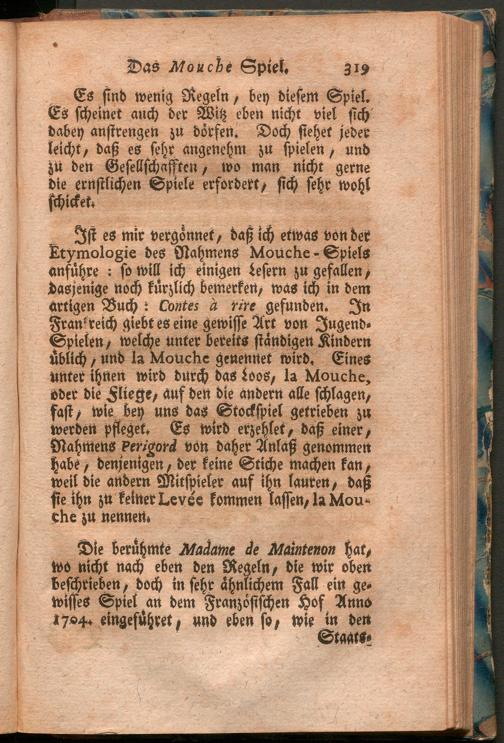 Das Mouche Spiel. 319
Es sind wenig Regeln, bey diesem Spiel.
Es scheinet auch der Witz eben nicht viel sich
dabey anstrengen zu dörfen. Doch siehet jeder
leicht, daß es sehr angenehm zu spielen, und
zu den Gesellschafften, wo man nicht gerne
die ernstlichen Spiele erfordert, sich sehr wohl
schicket.
Ist es mir vergönnet, daß ich etwas von der
Etymologie des Nahmens Mouche-Spiels
anführe: so will ich einigen Lesern zu gefallen,
dasjenige noch kürzlich bemerken, was ich in dem
artigen Buch: Contes à rire gefunden. In
Frankreich giebt es eine gewisse Art von Jugend-
Spielen, welche unter bereits ständigen Kindern
üblich, und la Mouche genennet wird. Eines
unter ihnen wird durch das Loos, la Mouche,
oder die Fliege, auf den die andern alle schlagen,
fast, wie bey uns das Stockspiel getrieben zu
werden pfleget. Es wird erzehlet, daß einer,
Nahmens Perigord von daher Anlaß genommen
habe, denjenigen, der keine Stiche machen kan,
weil die andern Mitspieler auf ihn lauren, daß
sie ihn zu keiner Levée kommen lassen, la Mou-
che zu nennen.
Die berühmte Madame de Maintenon hat,
wo nicht nach eben den Regeln, die wir oben
beschrieben, doch in sehr ähnlichem Fall ein ge-
wisses Spiel an dem Französischen Hof Anno
1704. eingeführet, und eben so, wie in den
Staats-